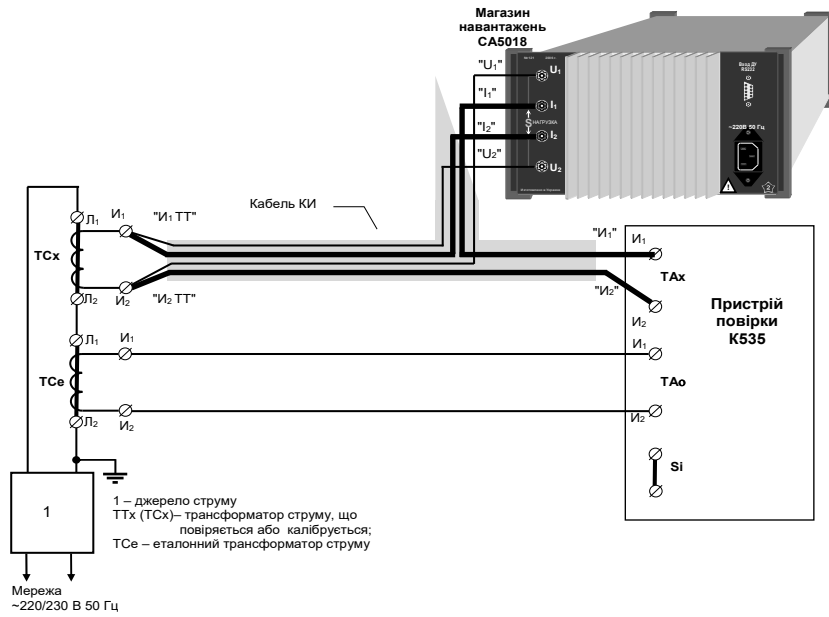 Магазин
навантажень
CA5018
"U1"
"I1"
"I2"
"U2"
U1
I1
S НАГРУЗКА
I2
U2
Вход ДУ
RS232
~220В 50 Гц
2
Кабель КИ
Л1
И1
"И1 ТТ"
ТСх
Л2
И2
"И2 ТТ"
"И1"
И1
ТАх
"И2"
И2
Пристрій
повірки
К535
Л1
И1
И1
ТСе
ТАо
Л2
И2
И2
Si
1
1 – джерело струму
ТТх (ТСх)– трансформатор струму, що
повіряється або калібрується;
ТСе – еталонний трансформатор струму
Мережа
~220/230 В 50 Гц